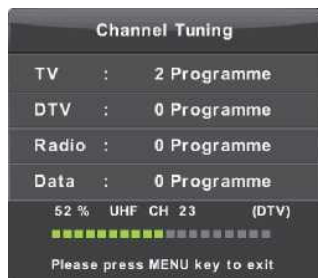 Channel Tuning
TV : 2 Programme
DTV : 0 Programme
Radio : 0 Programme
Data : 0 Programme
52 % UHF CH 23 (DTV)
Please press MENU key to exit